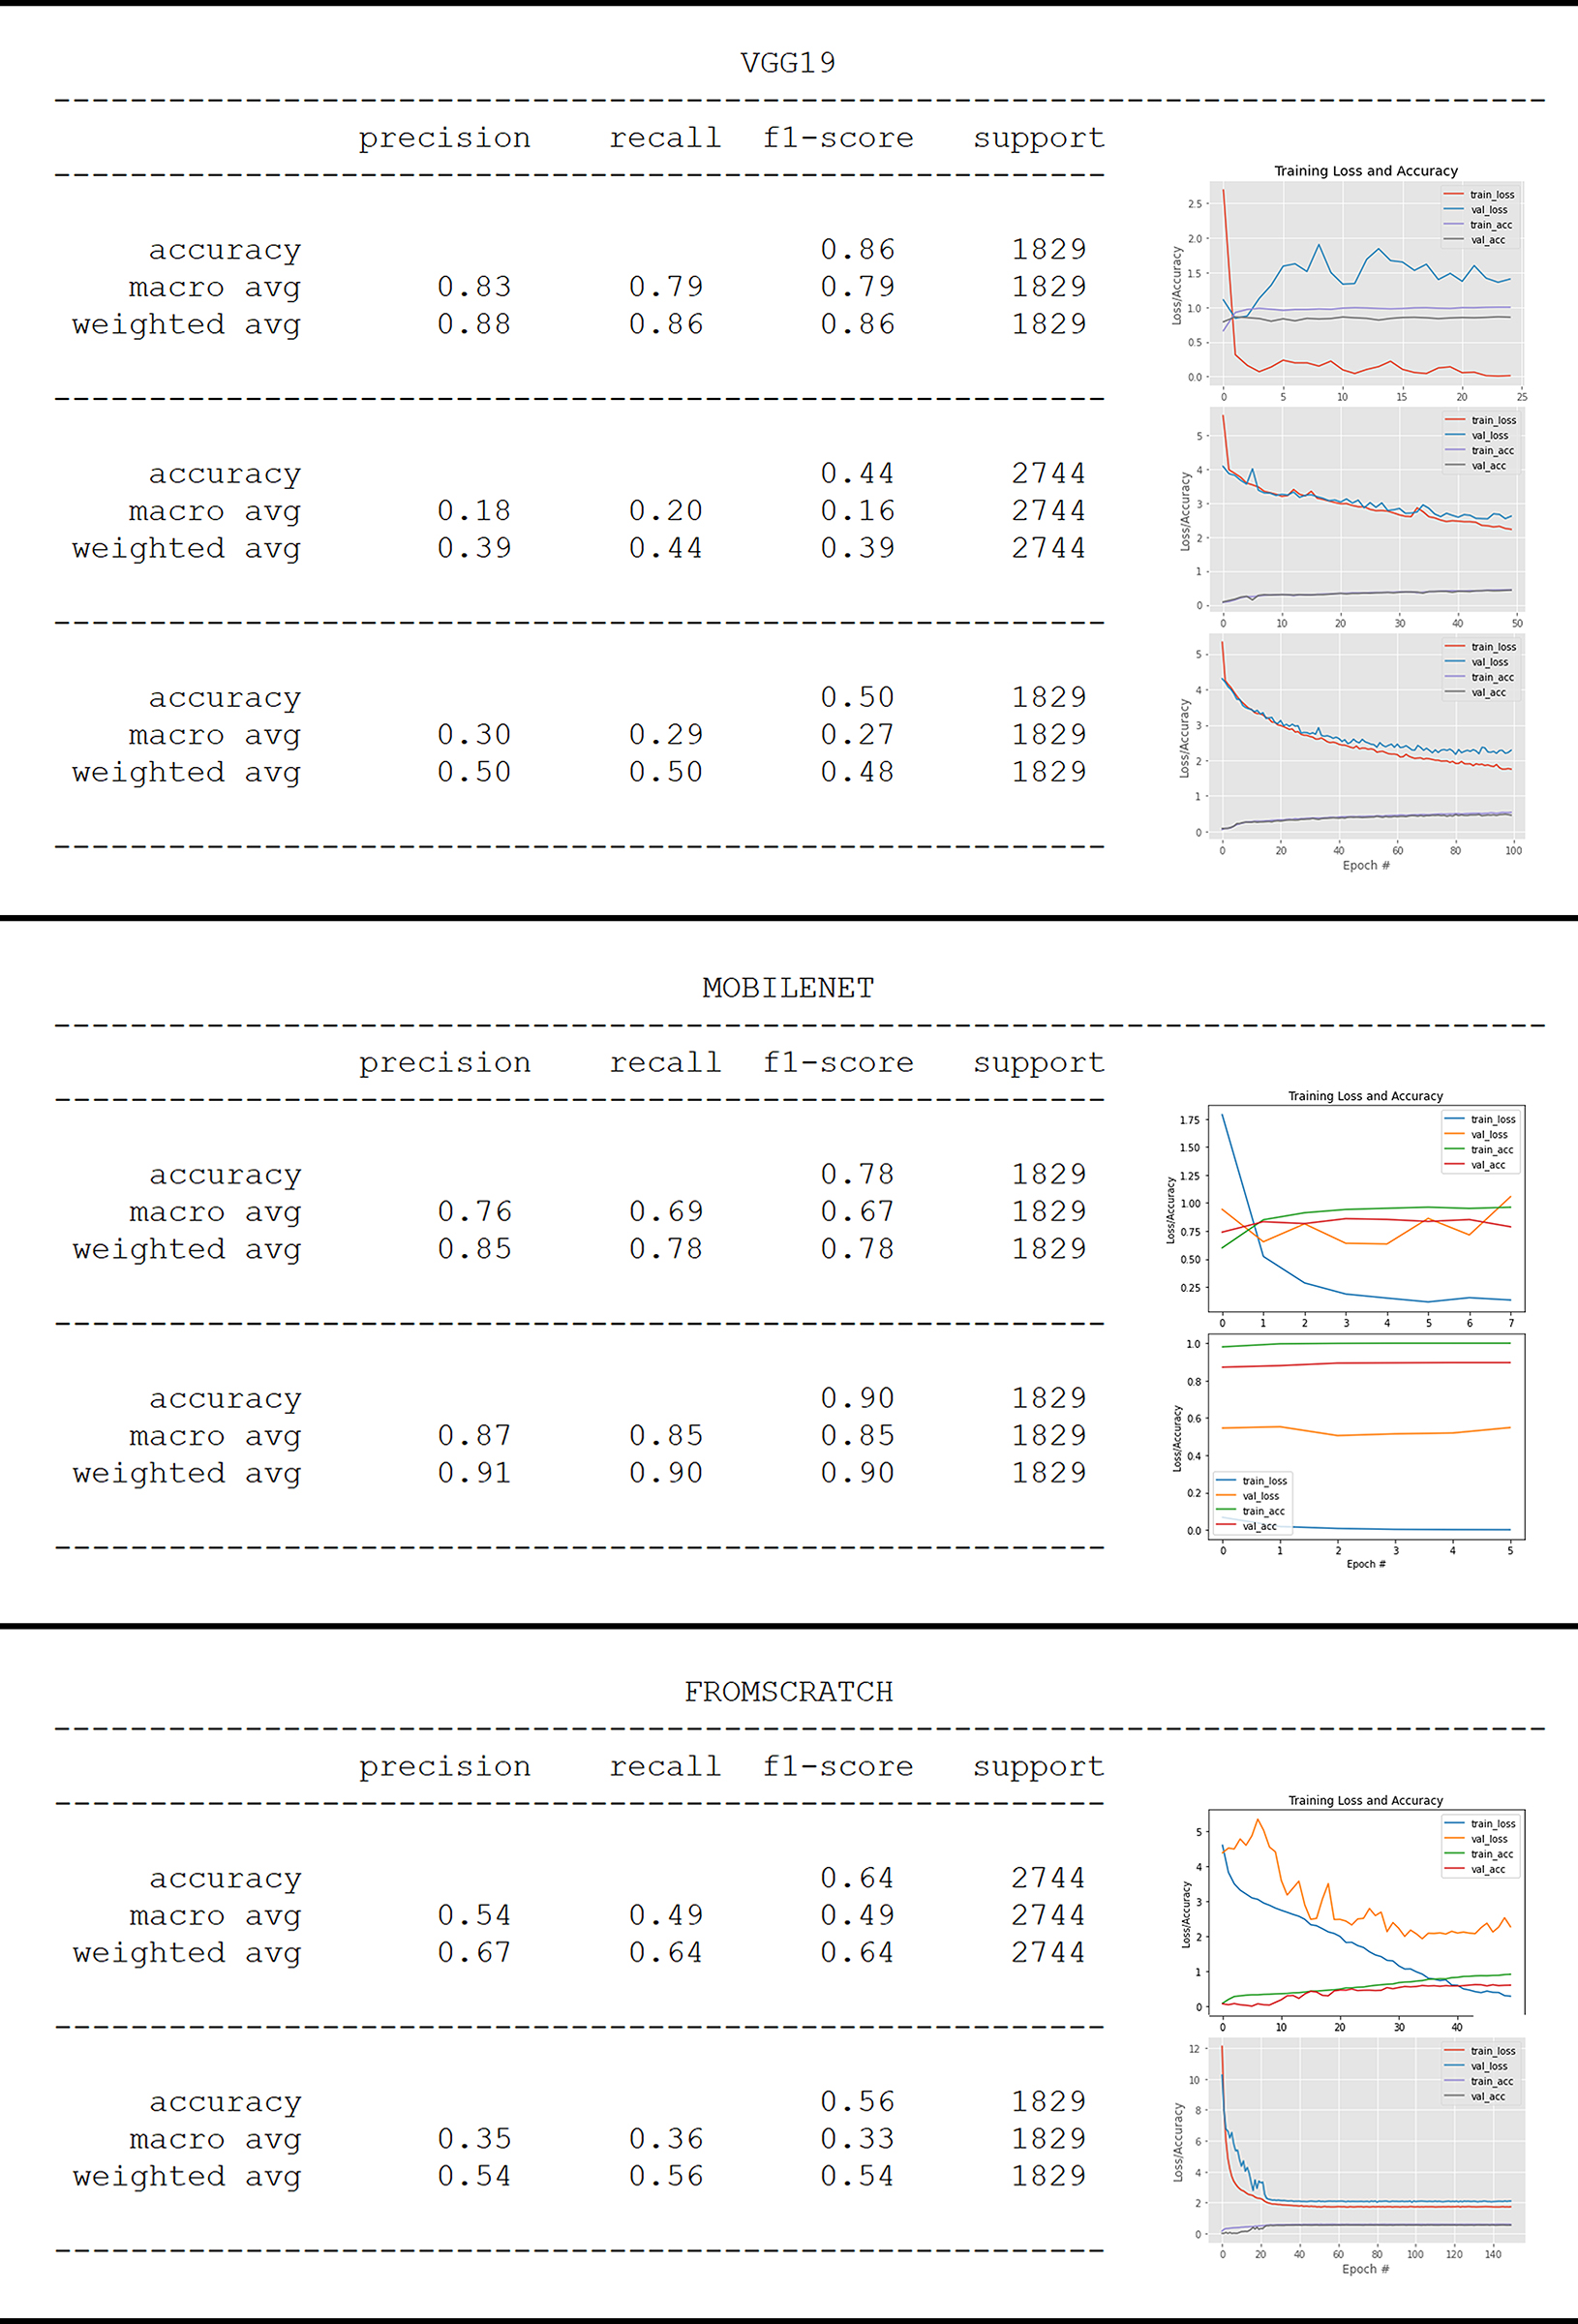 VGG19
precision recall f1-score support
accuracy 0.86 1829
macro avg 0.83 0.79 0.79 1829
weighted avg 0.88 0.86 0.86 1829
Training Loss and Accuracy
train_loss
val_loss
train_acc
val_acc
Loss/Accuracy
2.5
2.0
1.5
1.0
0.5
0.0
0 5 10 15 20 25
accuracy 0.44 2744
macro avg 0.18 0.20 0.16 2744
weighted avg 0.39 0.44 0.39 2744
train_loss
val_loss
train_acc
val_acc
Loss/Accuracy
5
4
3
2
1
0
0 10 20 30 40 50
accuracy 0.50 1829
macro avg 0.30 0.29 0.27 1829
weighted avg 0.50 0.50 0.48 1829
train_loss
val_loss
train_acc
val_acc
Loss/Accuracy
5
4
3
2
1
0
0 20 40 60 80 100
Epoch #
MOBILENET
precision recall f1-score support
accuracy 0.78 1829
macro avg 0.76 0.69 0.67 1829
weighted avg 0.85 0.78 0.78 1829
Training Loss and Accuracy
train_loss
val_loss
train_acc
val_acc
Loss/Accuracy
1.75
1.50
1.25
1.00
0.75
0.50
0.25
0 1 2 3 4 5 6 7
accuracy 0.90 1829
macro avg 0.87 0.85 0.85 1829
weighted avg 0.91 0.90 0.90 1829
Loss/Accuracy
1.0
0.8
0.6
0.4
0.2
0.0
train_loss
val_loss
train_acc
val_acc
0 1 2 3 4 5
Epoch #
FROMSCRATCH
precision recall f1-score support
accuracy 0.64 2744
macro avg 0.54 0.49 0.49 2744
weighted avg 0.67 0.64 0.64 2744
Training Loss and Accuracy
train_loss
val_loss
train_acc
val_acc
Loss/Accuracy
5
4
3
2
1
0
0 10 20 30 40
accuracy 0.56 1829
macro avg 0.35 0.36 0.33 1829
weighted avg 0.54 0.56 0.54 1829
train_loss
val_loss
train_acc
val_acc
Loss/Accuracy
12
10
8
6
4
2
0
0 20 40 60 80 100 120 140
Epoch #